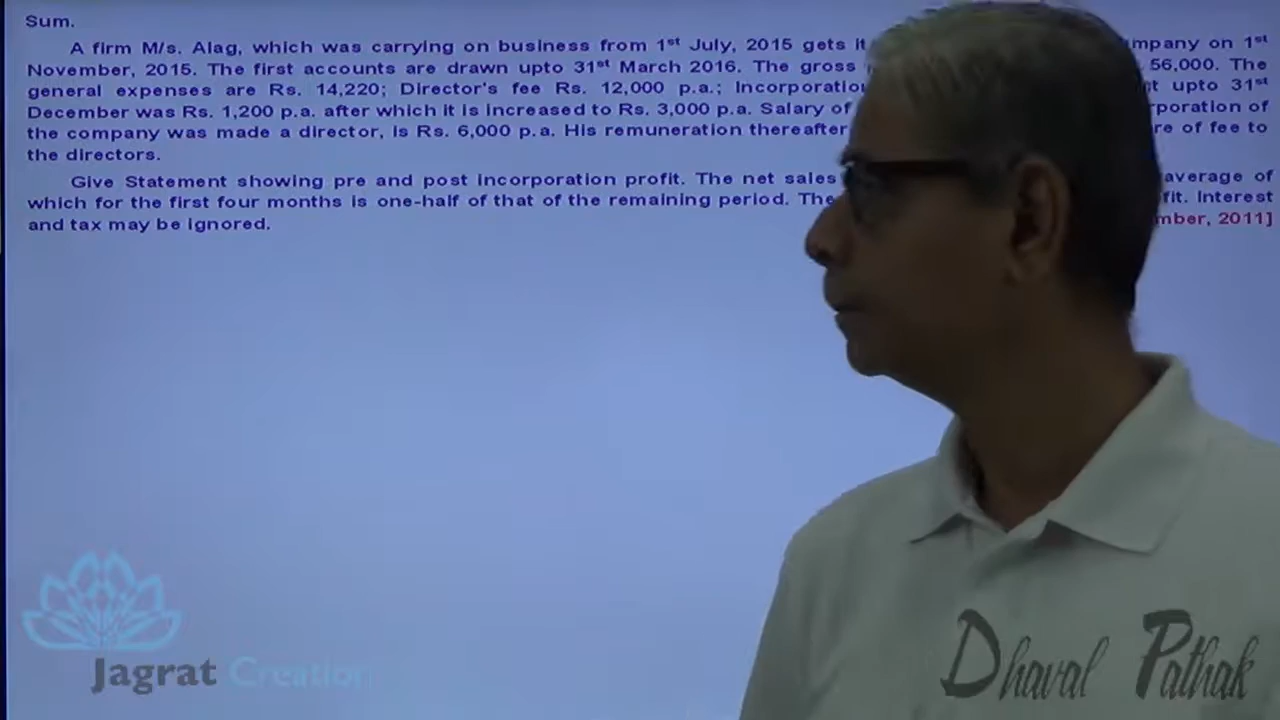 Sum.
A firm M/s. Alag, which was carrying on business from 1st July, 2015 gets it mpany on 1st
November, 2015. The first accounts are drawn upto 31st March 2016. The gross 56,000. The
general expenses are Rs. 14,220; Director's fee Rs. 12,000 p.a.; Incorporatio t upto 31st
December was Rs. 1,200 p.a. after which it is increased to Rs. 3,000 p.a. Salary of rporation of
the company was made a director, is Rs. 6,000 p.a. His remuneration thereafter re of fee to
the directors.
Give Statement showing pre and post incorporation profit. The net sales average of
which for the first four months is one-half of that of the remaining period. The fit. Interest
and tax may be ignored. mber, 2011]
Jagrat Creation
Dhaval Pathak